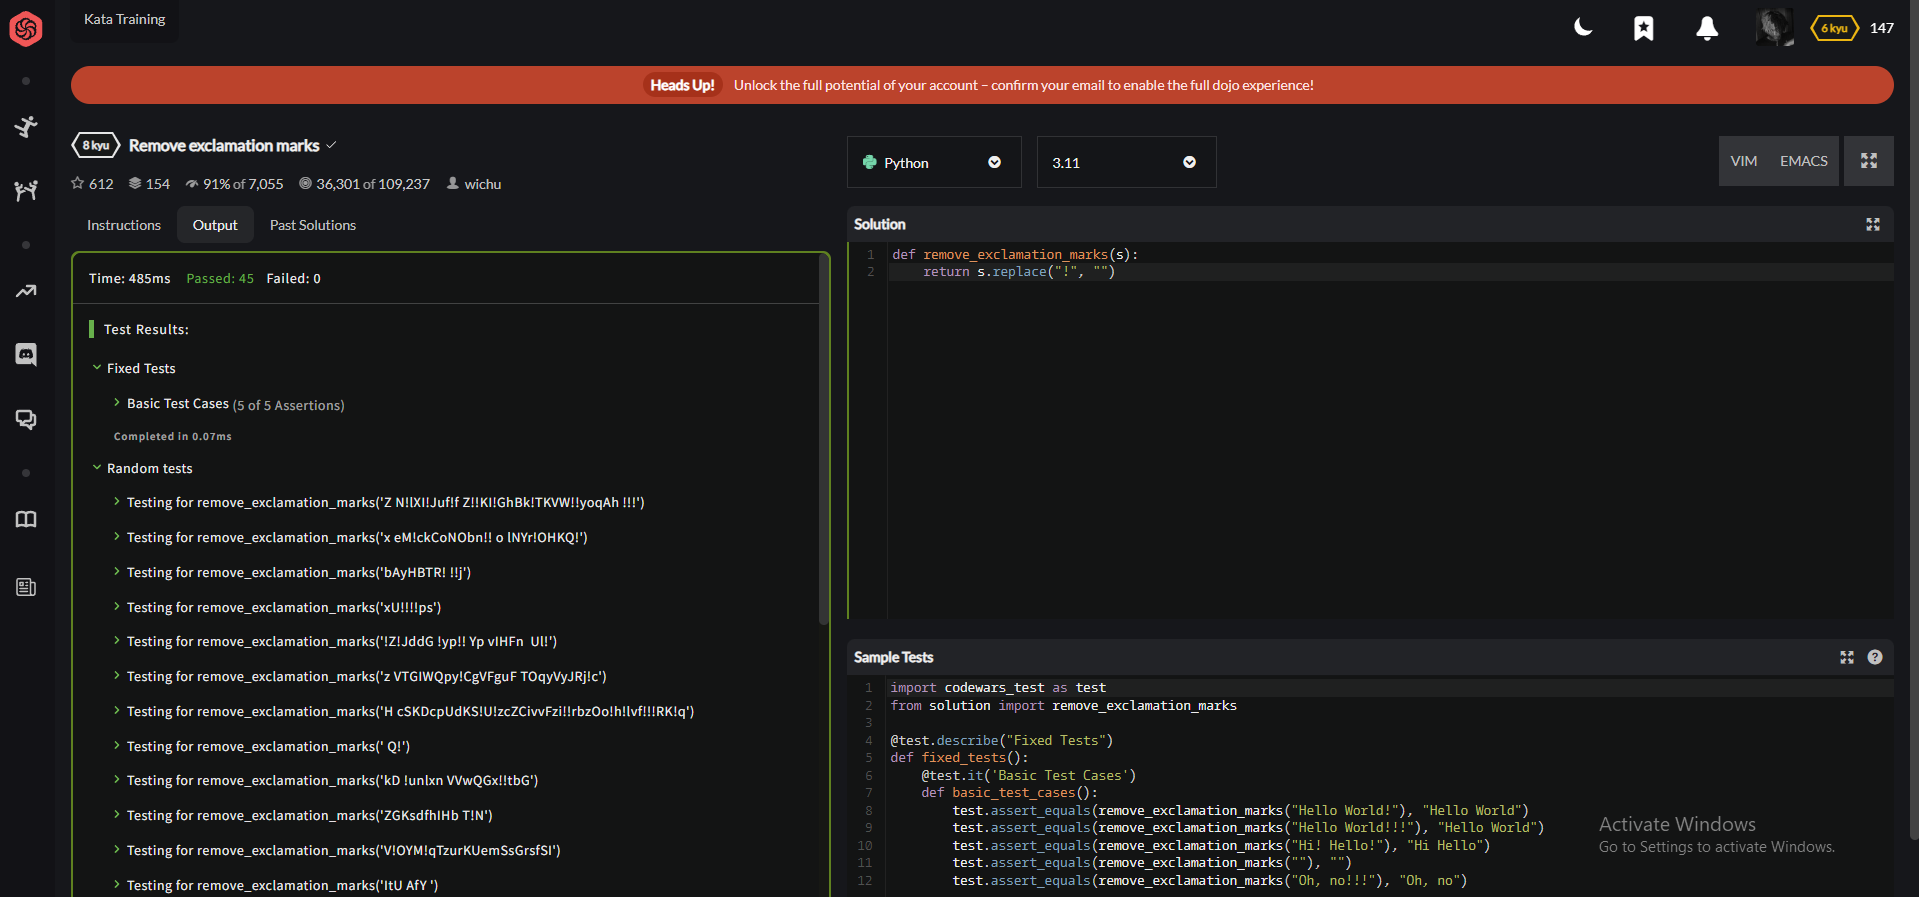 Kata Training
6 kyu 147
Heads Up! Unlock the full potential of your account – confirm your email to enable the full dojo experience!
8 kyu Remove exclamation marks
612 154 91% of 7,055 36,301 of 109,237 wichu
Python 3.11 VIM EMACS
Instructions Output Past Solutions
Time: 485ms Passed: 45 Failed: 0
Test Results:
Fixed Tests
Basic Test Cases (5 of 5 Assertions)
Completed in 0.07ms
Random tests
Testing for remove_exclamation_marks('Z N!lXI!Juf!f Z!!KI!GhBk!TKVW!!yoqAh !!!')
Testing for remove_exclamation_marks('x eM!ckCoNObn!! o lNYr!OHKQ!')
Testing for remove_exclamation_marks('bAyHBTR! !!j')
Testing for remove_exclamation_marks('xU!!!!ps')
Testing for remove_exclamation_marks('!Z!JddG !yp!! Yp vIHFn  Ul!')
Testing for remove_exclamation_marks('z VTGIWQpy!CgVFguF TOqyVyJRj!c')
Testing for remove_exclamation_marks('H cSKDcpUdKS!U!zcZCivvFzi!!rbzOo!h!lvf!!!RK!q')
Testing for remove_exclamation_marks(' Q!')
Testing for remove_exclamation_marks('kD !unlxn VVwQGx!!tbG')
Testing for remove_exclamation_marks('ZGKsdfhIHb T!N')
Testing for remove_exclamation_marks('V!OYM!qTzurKUemSsGrsfSI')
Testing for remove_exclamation_marks('ItU AfY ')
Solution
1 def remove_exclamation_marks(s):
2     return s.replace("!", "")
Sample Tests
1 import codewars_test as test
2 from solution import remove_exclamation_marks
3
4 @test.describe("Fixed Tests")
5 def fixed_tests():
6     @test.it('Basic Test Cases')
7     def basic_test_cases():
8         test.assert_equals(remove_exclamation_marks("Hello World!"), "Hello World")
9         test.assert_equals(remove_exclamation_marks("Hello World!!!"), "Hello World")
10         test.assert_equals(remove_exclamation_marks("Hi! Hello!"), "Hi Hello")
11         test.assert_equals(remove_exclamation_marks(""), "")
12         test.assert_equals(remove_exclamation_marks("Oh, no!!!"), "Oh, no")
Activate Windows
Go to Settings to activate Windows.